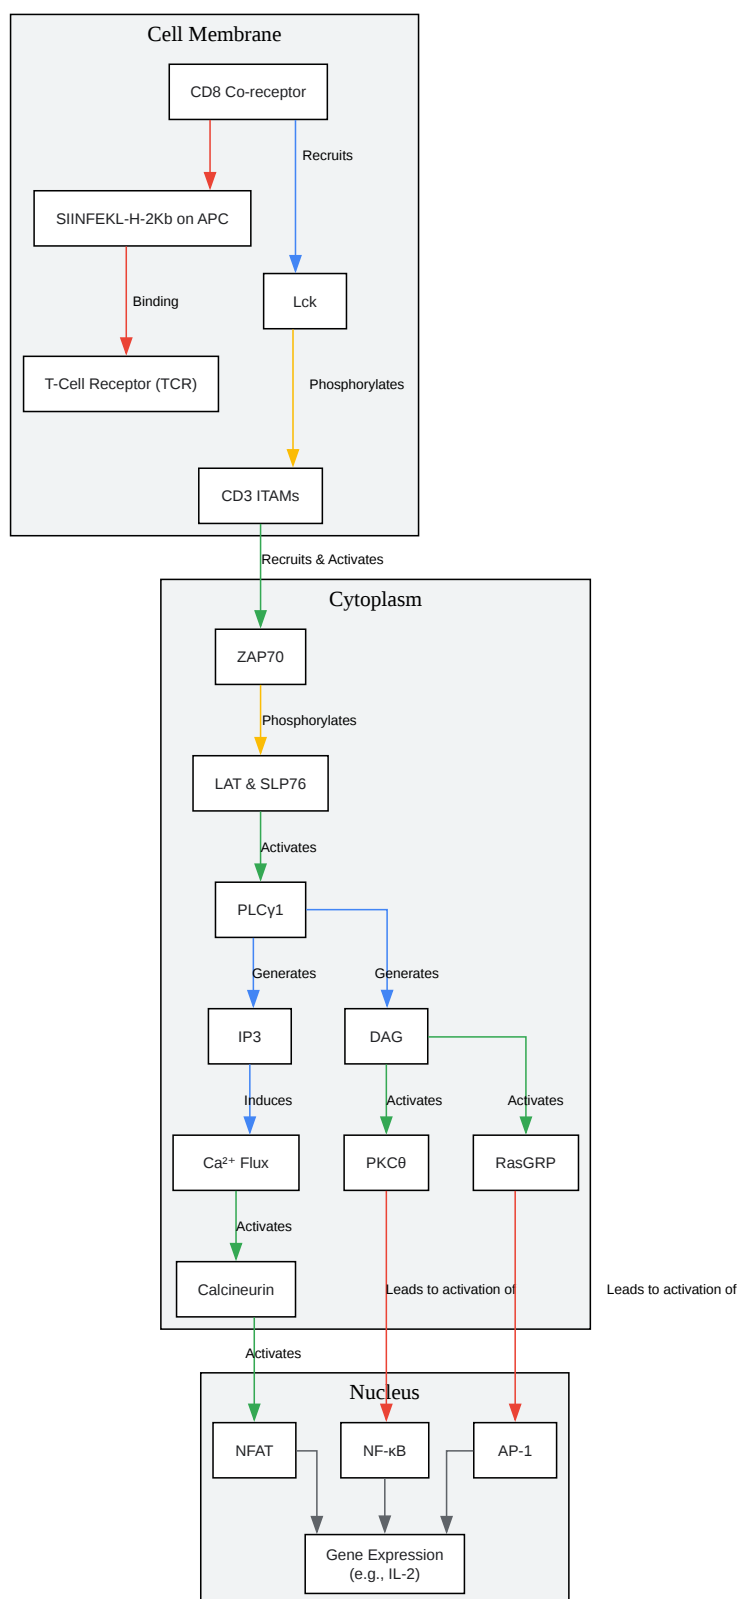 Cell Membrane
CD8 Co-receptor
Recruits
SIINFEKL-H-2Kb on APC
Binding
Lck
T-Cell Receptor (TCR)
Phosphorylates
CD3 ITAMs
Recruits & Activates
Cytoplasm
ZAP70
Phosphorylates
LAT & SLP76
Activates
PLCγ1
Generates
Generates
IP3
DAG
Induces
Activates
Activates
Ca²⁺ Flux
PKCθ
RasGRP
Activates
Calcineurin
Leads to activation of
Leads to activation of
Activates
Nucleus
NFAT
NF-κB
AP-1
Gene Expression
(e.g., IL-2)